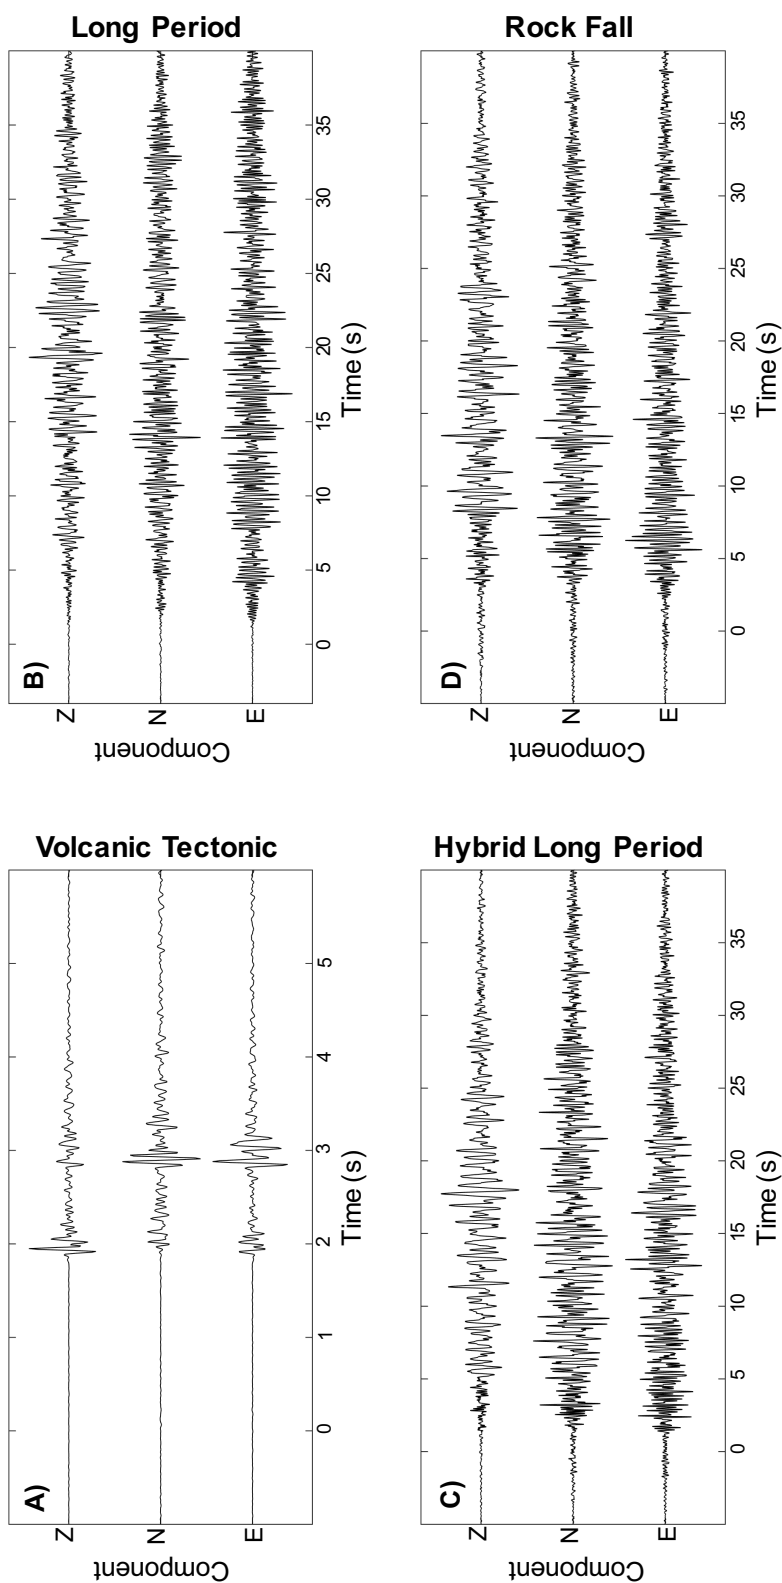 A)
Volcanic Tectonic
Component
Z
N
E
0 1 2 3 4 5
Time (s)
B)
Long Period
Component
Z
N
E
0 5 10 15 20 25 30 35
Time (s)
C)
Hybrid Long Period
Component
Z
N
E
0 5 10 15 20 25 30 35
Time (s)
D)
Rock Fall
Component
Z
N
E
0 5 10 15 20 25 30 35
Time (s)